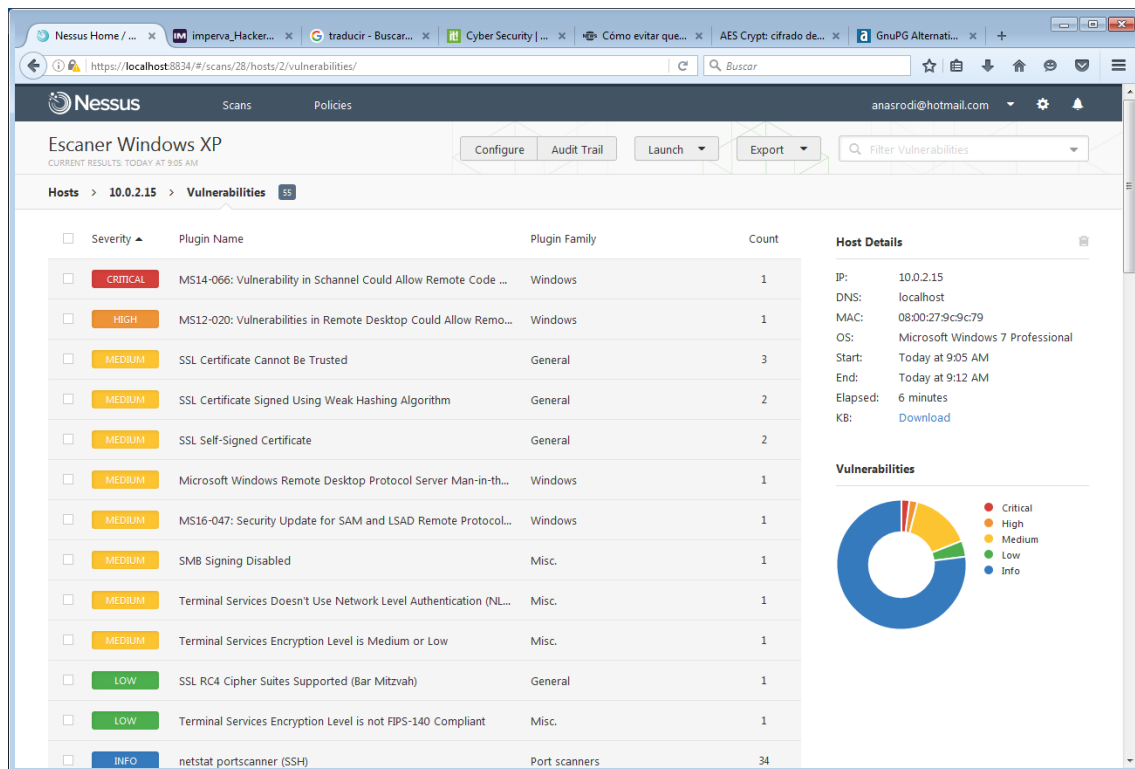 Nessus Home / ...
imperva_Hacker...
traducir - Buscar...
Cyber Security | ...
Cómo evitar que...
AES Crypt: cifrado de...
GnuPG Alternati...
https://localhost:8834/#/scans/28/hosts/2/vulnerabilities/
Buscar
Nessus
Scans
Policies
anasrodi@hotmail.com
Escaner Windows XP
CURRENT RESULTS: TODAY AT 9:05 AM
Configure
Audit Trail
Launch
Export
Filter Vulnerabilities
Hosts > 10.0.2.15 > Vulnerabilities 55
Severity Plugin Name Plugin Family Count
CRITICAL MS14-066: Vulnerability in Schannel Could Allow Remote Code ... Windows 1
HIGH MS12-020: Vulnerabilities in Remote Desktop Could Allow Remo... Windows 1
MEDIUM SSL Certificate Cannot Be Trusted General 3
MEDIUM SSL Certificate Signed Using Weak Hashing Algorithm General 2
MEDIUM SSL Self-Signed Certificate General 2
MEDIUM Microsoft Windows Remote Desktop Protocol Server Man-in-th... Windows 1
MEDIUM MS16-047: Security Update for SAM and LSAD Remote Protocol... Windows 1
MEDIUM SMB Signing Disabled Misc. 1
MEDIUM Terminal Services Doesn't Use Network Level Authentication (NL... Misc. 1
MEDIUM Terminal Services Encryption Level is Medium or Low Misc. 1
LOW SSL RC4 Cipher Suites Supported (Bar Mitzvah) General 1
LOW Terminal Services Encryption Level is not FIPS-140 Compliant Misc. 1
INFO netstat portscanner (SSH) Port scanners 34
Host Details
IP: 10.0.2.15
DNS: localhost
MAC: 08:00:27:9c:9c:79
OS: Microsoft Windows 7 Professional
Start: Today at 9:05 AM
End: Today at 9:12 AM
Elapsed: 6 minutes
KB: Download
Vulnerabilities
Critical
High
Medium
Low
Info